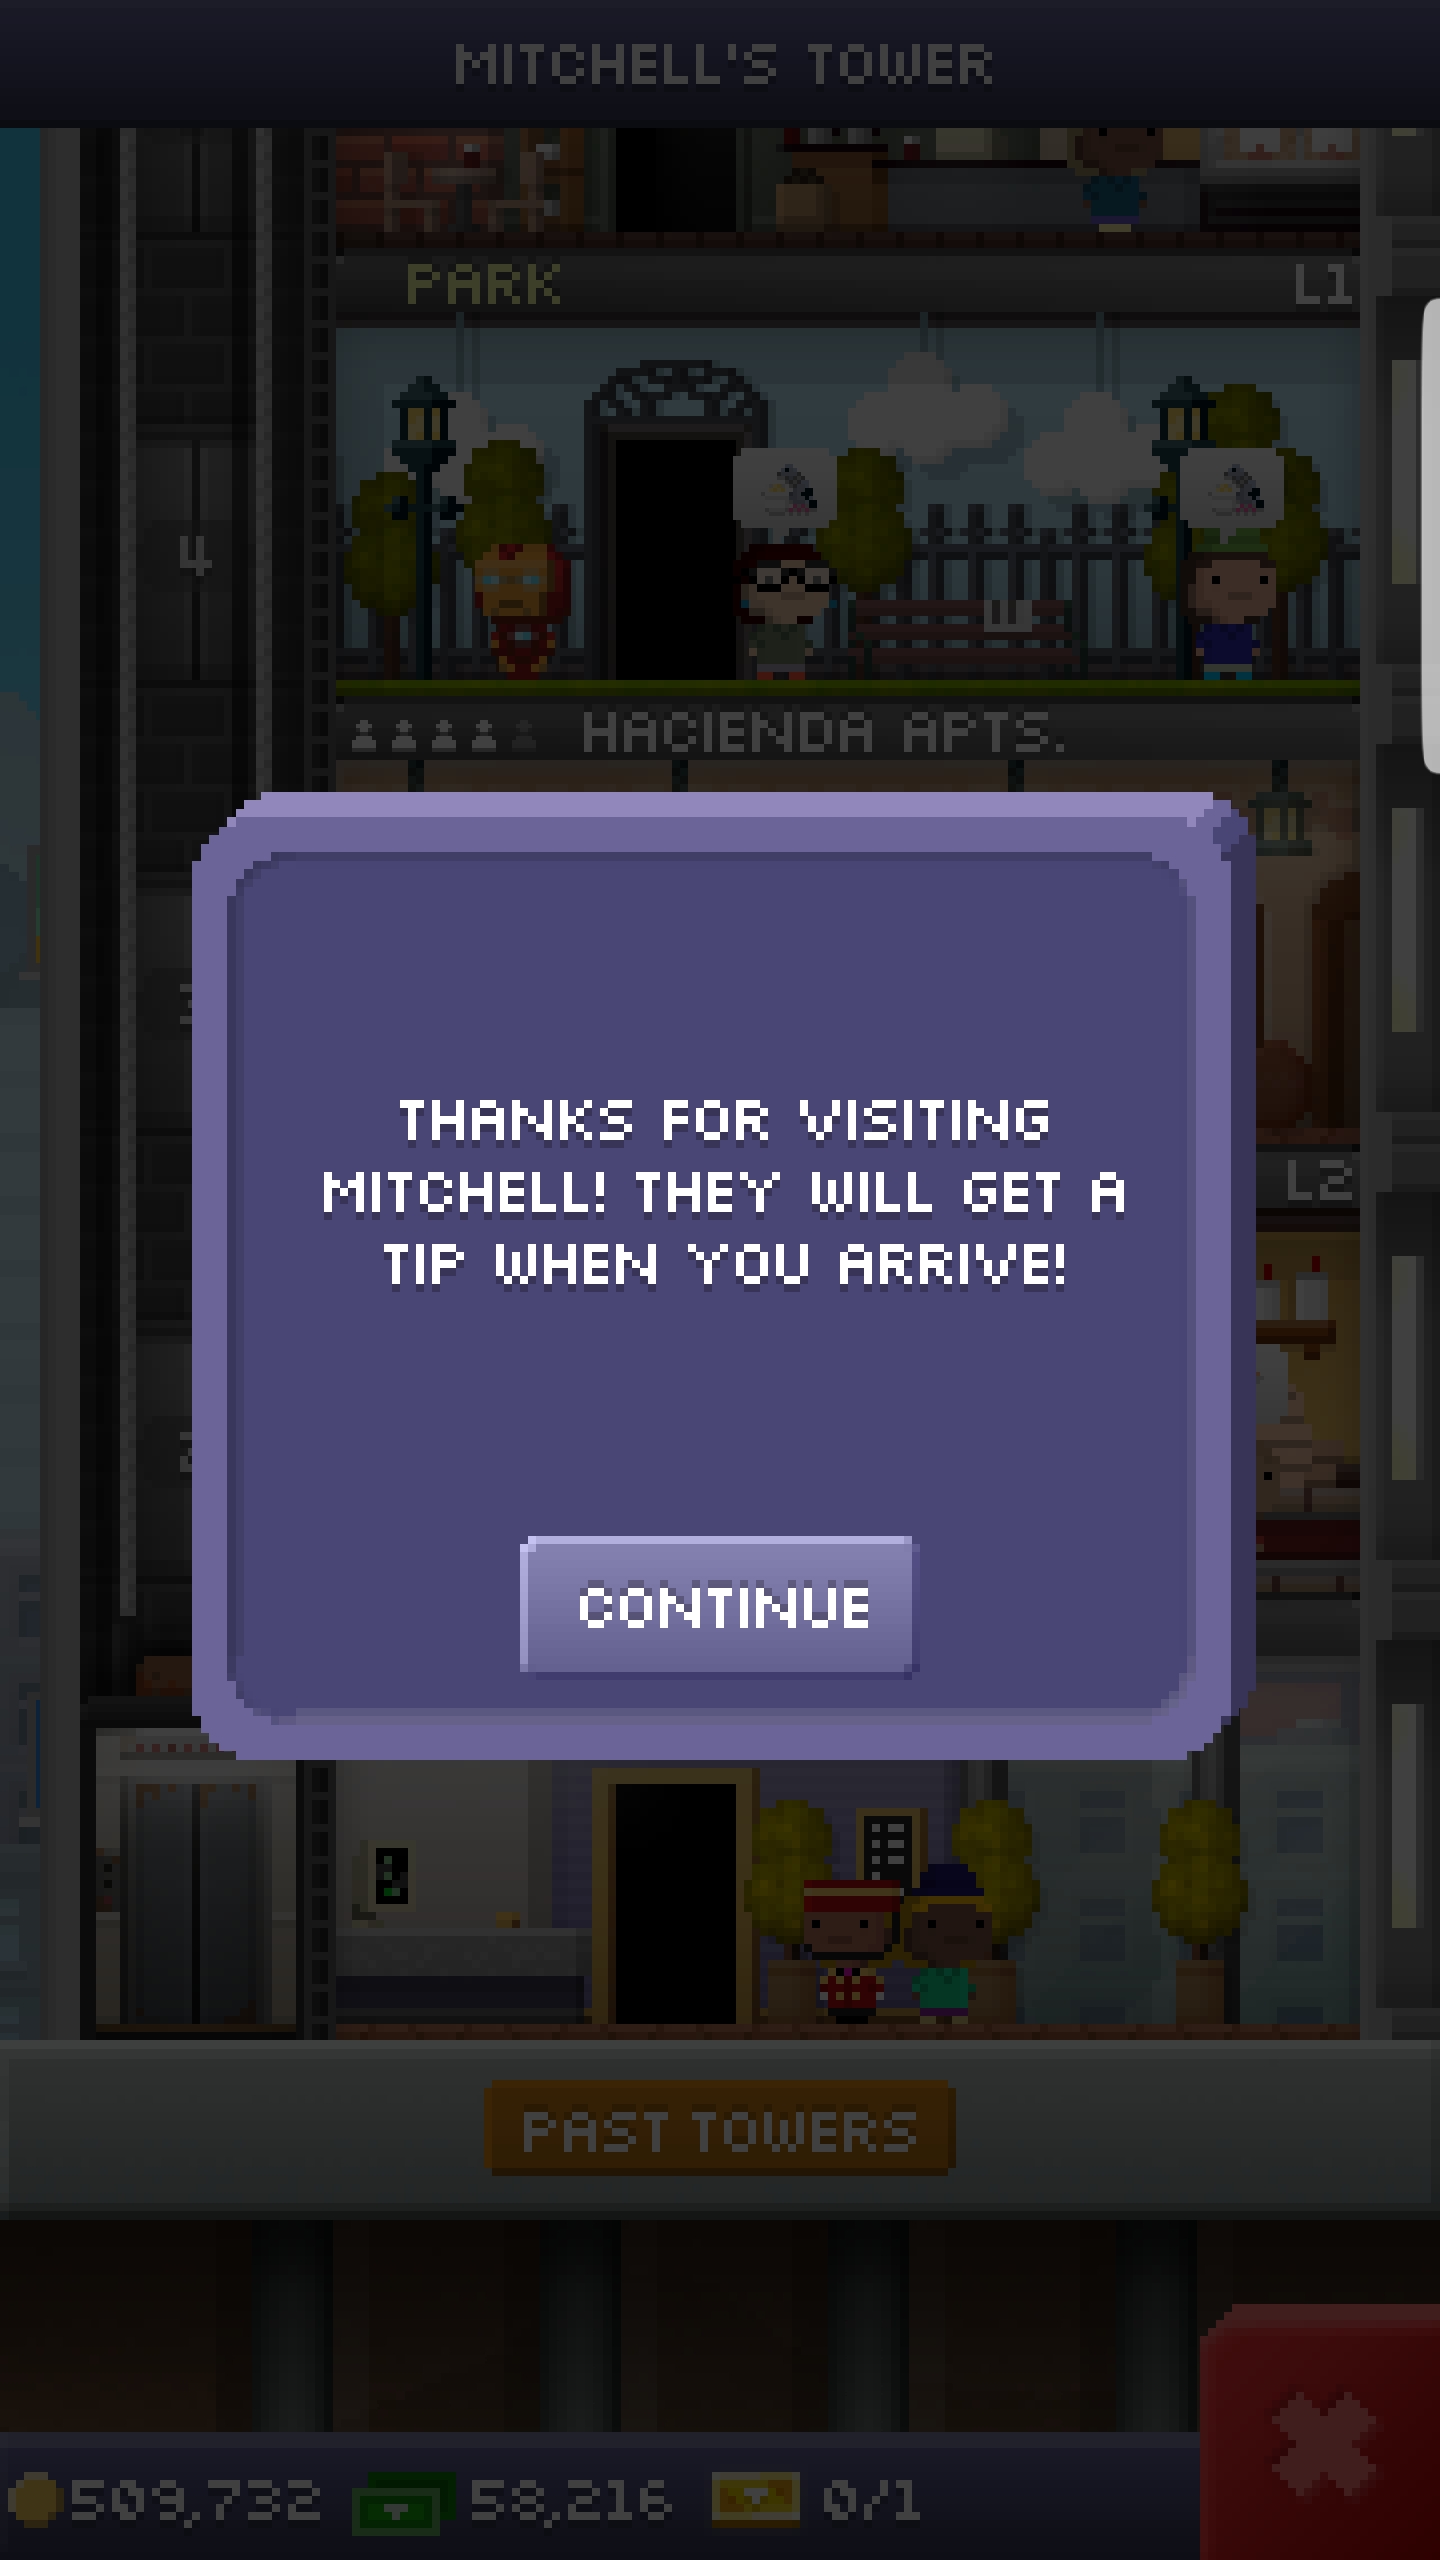 MITCHELL'S TOWER
PARK
L1
4
HACIENDA APTS.
L2
THANKS FOR VISITING
MITCHELL! THEY WILL GET A
TIP WHEN YOU ARRIVE!
CONTINUE
PAST TOWERS
509,732
58,216
0/1